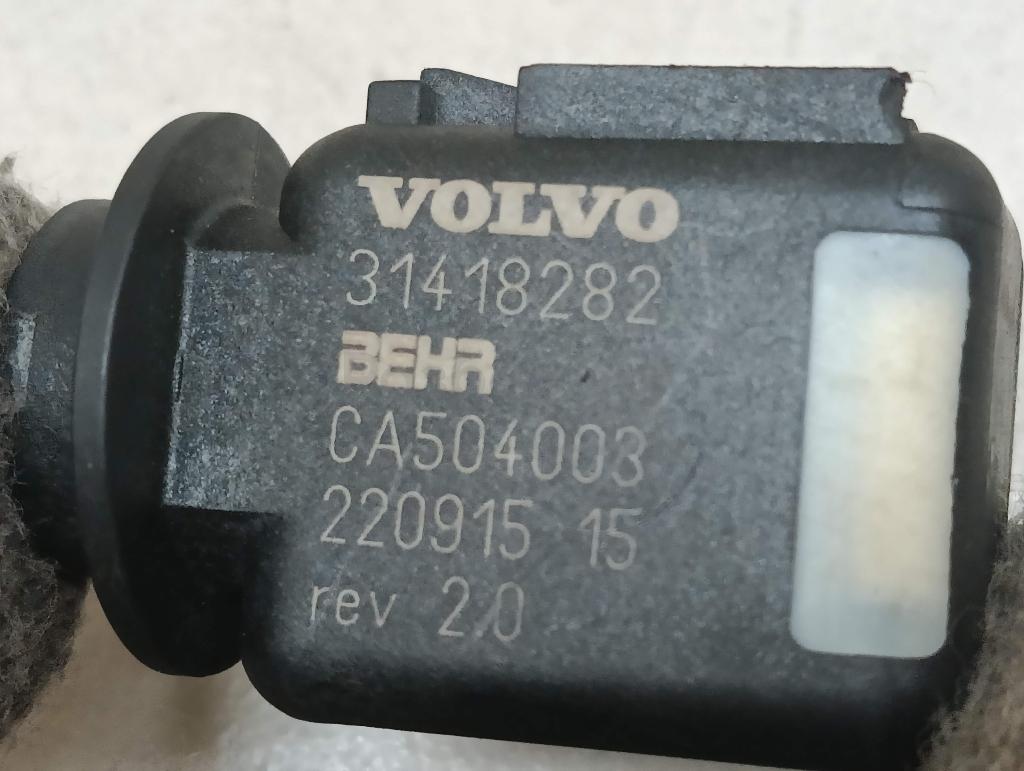 VOLVO
31418282
BEHR
CA504003
220915 15
rev 2.0